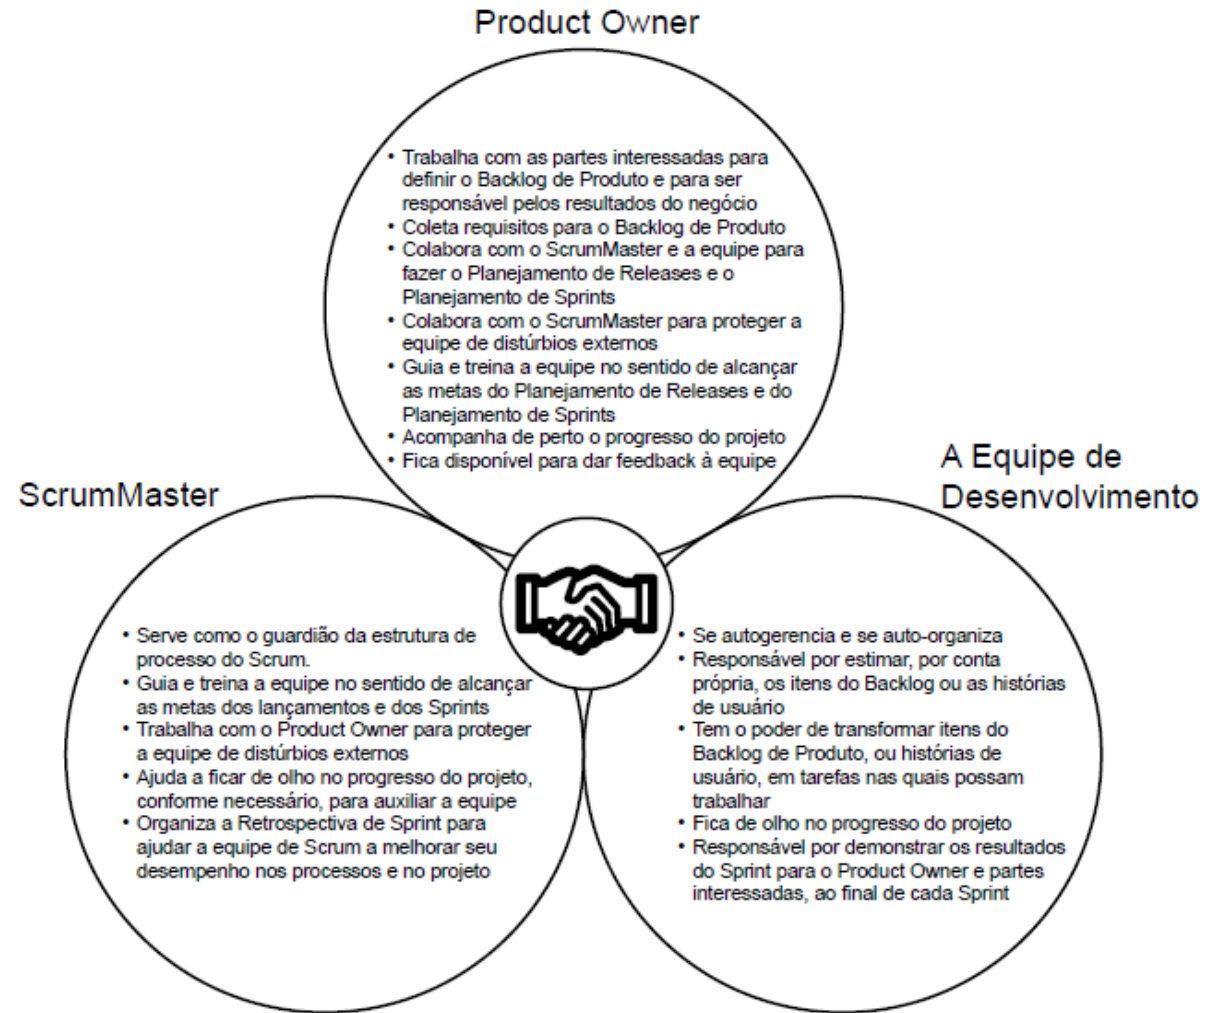 Product Owner
• Trabalha com as partes interessadas para
definir o Backlog de Produto e para ser
responsável pelos resultados do negócio
• Coleta requisitos para o Backlog de Produto
• Colabora com o ScrumMaster e a equipe para
fazer o Planejamento de Releases e o
Planejamento de Sprints
• Colabora com o ScrumMaster para proteger a
equipe de distúrbios externos
• Guia e treina a equipe no sentido de alcançar
as metas do Planejamento de Releases e do
Planejamento de Sprints
• Acompanha de perto o progresso do projeto
• Fica disponível para dar feedback à equipe
ScrumMaster
• Serve como o guardião da estrutura de
processo do Scrum.
• Guia e treina a equipe no sentido de alcançar
as metas dos lançamentos e dos Sprints
• Trabalha com o Product Owner para proteger
a equipe de distúrbios externos
• Ajuda a ficar de olho no progresso do projeto,
conforme necessário, para auxiliar a equipe
• Organiza a Retrospectiva de Sprint para
ajudar a equipe de Scrum a melhorar seu
desempenho nos processos e no projeto
A Equipe de
Desenvolvimento
• Se autogerencia e se auto-organiza
• Responsável por estimar, por conta
própria, os itens do Backlog ou as histórias
de usuário
• Tem o poder de transformar itens do
Backlog de Produto, ou histórias de
usuário, em tarefas nas quais possam
trabalhar
• Fica de olho no progresso do projeto
• Responsável por demonstrar os resultados
do Sprint para o Product Owner e partes
interessadas, ao final de cada Sprint